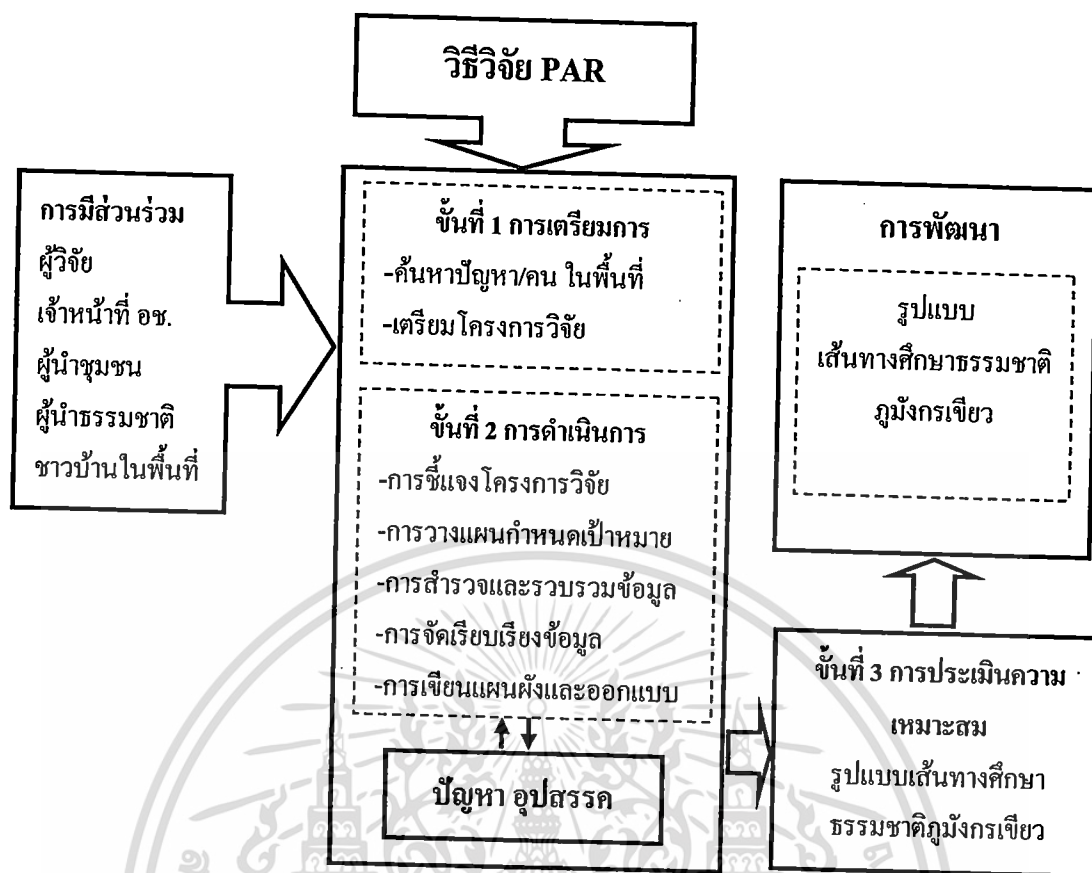 วิธีวิจัย PAR
การมีส่วนร่วม
ผู้วิจัย
เจ้าหน้าที่ อช.
ผู้นำชุมชน
ผู้นำธรรมชาติ
ชาวบ้านในพื้นที่
ขั้นที่ 1 การเตรียมการ
-ค้นหาปัญหา/คน ในพื้นที่
-เตรียมโครงการวิจัย
ขั้นที่ 2 การดำเนินการ
-การชี้แจงโครงการวิจัย
-การวางแผนกำหนดเป้าหมาย
-การสำรวจและรวบรวมข้อมูล
-การจัดเรียบเรียงข้อมูล
-การเขียนแผนผังและออกแบบ
ปัญหา อุปสรรค
การพัฒนา
รูปแบบ
เส้นทางศึกษาธรรมชาติ
ภูมังกรเขียว
ขั้นที่ 3 การประเมินความ
เหมาะสม
รูปแบบเส้นทางศึกษา
ธรรมชาติภูมังกรเขียว